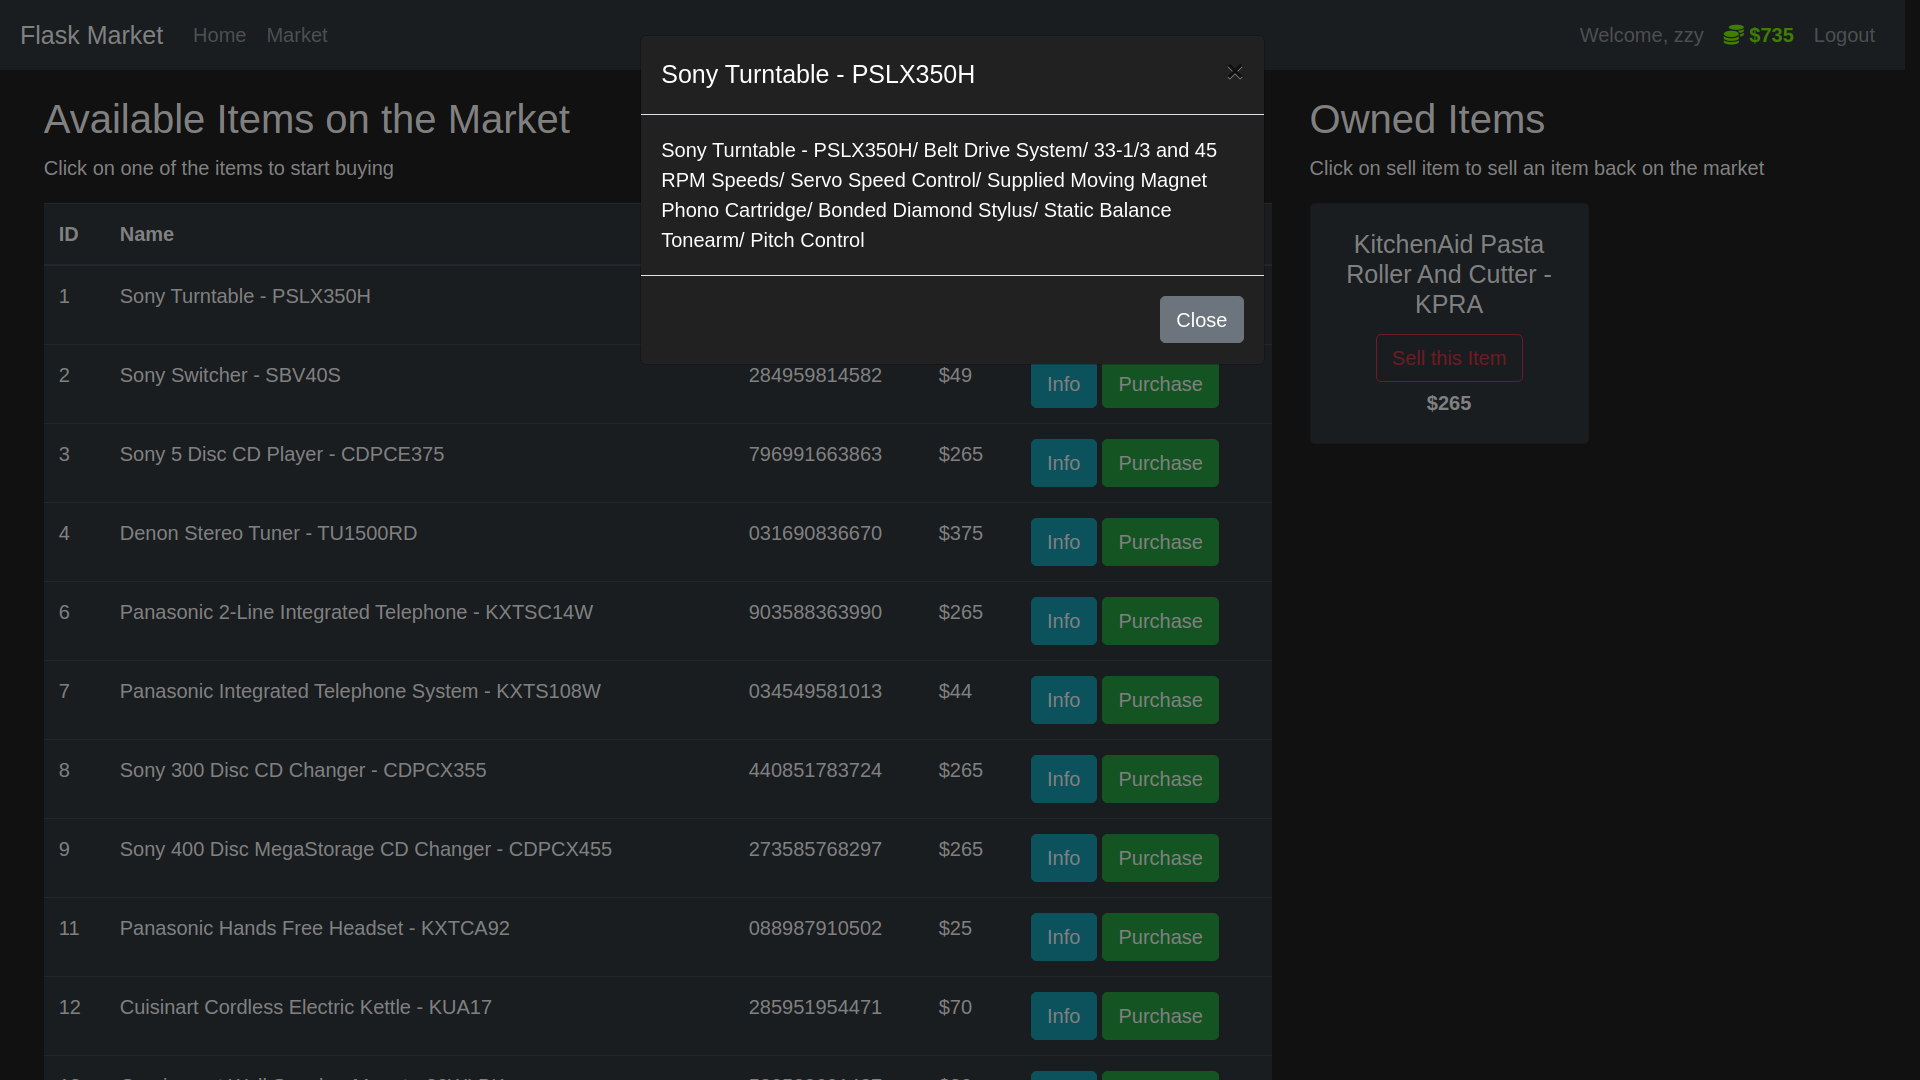 Flask Market Home Market Welcome, zzy $735 Logout
Sony Turntable - PSLX350H ×
Sony Turntable - PSLX350H/ Belt Drive System/ 33-1/3 and 45
RPM Speeds/ Servo Speed Control/ Supplied Moving Magnet
Phono Cartridge/ Bonded Diamond Stylus/ Static Balance
Tonearm/ Pitch Control
Close
Available Items on the Market
Click on one of the items to start buying
ID Name
1 Sony Turntable - PSLX350H
2 Sony Switcher - SBV40S 284959814582 $49 Info Purchase
3 Sony 5 Disc CD Player - CDPCE375 796991663863 $265 Info Purchase
4 Denon Stereo Tuner - TU1500RD 031690836670 $375 Info Purchase
6 Panasonic 2-Line Integrated Telephone - KXTSC14W 903588363990 $265 Info Purchase
7 Panasonic Integrated Telephone System - KXTS108W 034549581013 $44 Info Purchase
8 Sony 300 Disc CD Changer - CDPCX355 440851783724 $265 Info Purchase
9 Sony 400 Disc MegaStorage CD Changer - CDPCX455 273585768297 $265 Info Purchase
11 Panasonic Hands Free Headset - KXTCA92 088987910502 $25 Info Purchase
12 Cuisinart Cordless Electric Kettle - KUA17 285951954471 $70 Info Purchase
Owned Items
Click on sell item to sell an item back on the market
KitchenAid Pasta
Roller And Cutter -
KPRA
Sell this Item
$265